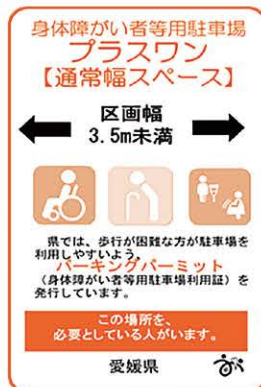 身体障がい者等用駐車場
プラスワン
【通常幅スペース】
区画幅
3.5m未満
県では、歩行が困難な方が駐車場を
利用しやすいよう、
パーキングパーミット
（身体障がい者等用駐車場利用証）を
発行しています。
この場所を、
必要としている人がいます。
愛媛県